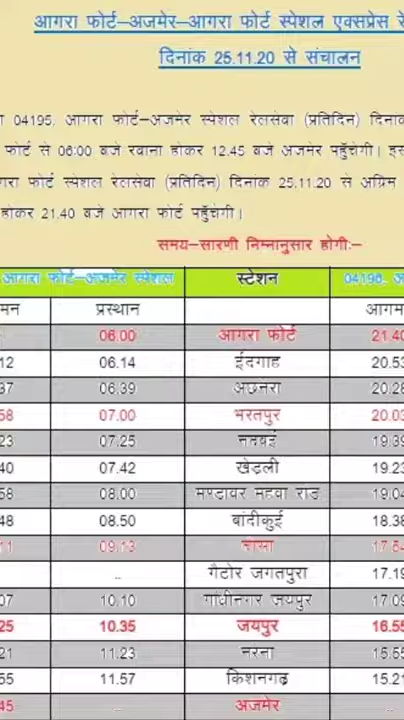 आगरा फोर्ट–अजमेर–आगरा फोर्ट स्पेशल एक्सप्रेस
दिनांक 25.11.20 से संचालन
04195, आगरा फोर्ट–अजमेर स्पेशल रेलसेवा (प्रतिदिन)
फोर्ट से 06:00 बजे रवाना होकर 12.45 बजे अजमेर पहुँचेगी।
फोर्ट स्पेशल रेलसेवा (प्रतिदिन) दिनांक 25.11.20 से अग्रिम
होकर 21.40 बजे आगरा फोर्ट पहुँचेगी।
समय–सारणी निम्नानुसार होगीः–
आगरा फोर्ट–अजमेर स्पेशल स्टेशन 04196,
प्रस्थान
06.00 आगरा फोर्ट 21.40
12 06.14 ईदगाह 20.53
37 06.39 अछनेरा 20.28
58 07.00 भरतपुर 20.03
23 07.25 नदबई 19.39
40 07.42 खेड़ली 19.23
58 08.00 मण्डावर महवा रोड 19.04
48 08.50 बांदीकुई 18.38
11 09.13 दौसा 17.54
.. गैटोर जगतपुरा 17.19
07 10.10 गांधीनगर जयपुर 17.09
25 10.35 जयपुर 16.55
21 11.23 नरेना 15.55
55 11.57 किशनगढ़ 15.21
45 .. अजमेर ..